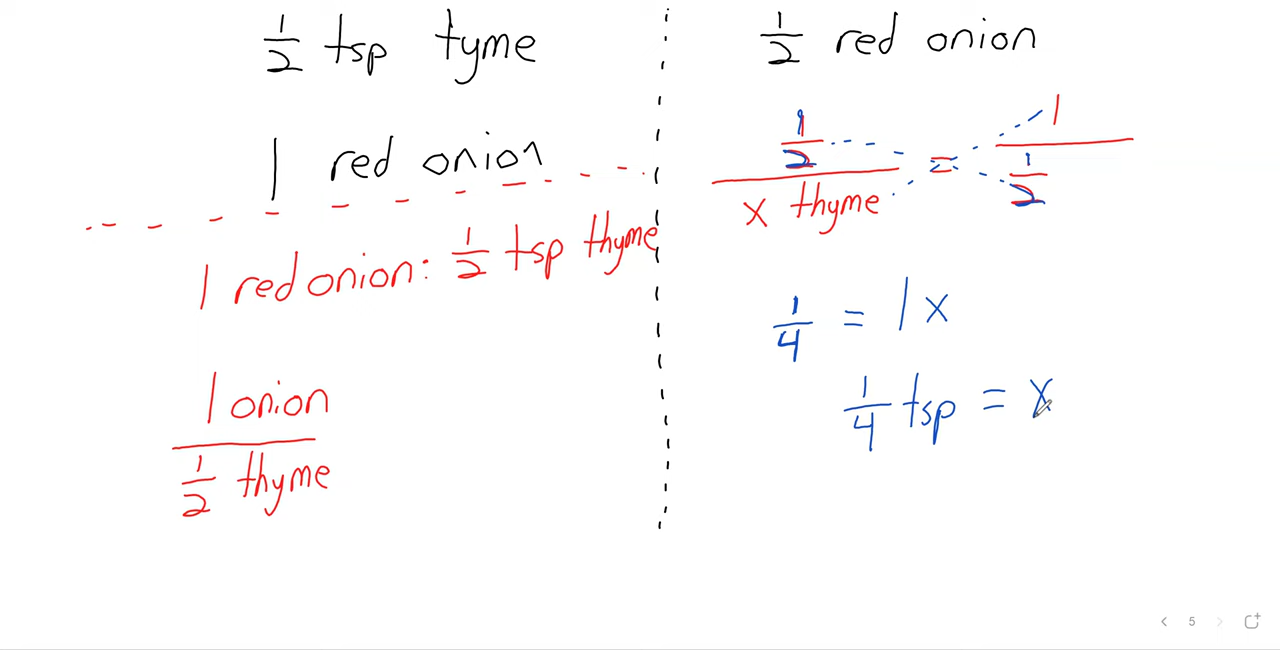 1/2 tsp tyme
1 red onion
1 red onion: 1/2 tsp thyme
1 onion
1/2 thyme
1/2 red onion
1/2 = 1
x thyme 1/2
1/4 = 1x
1/4 tsp = x
5